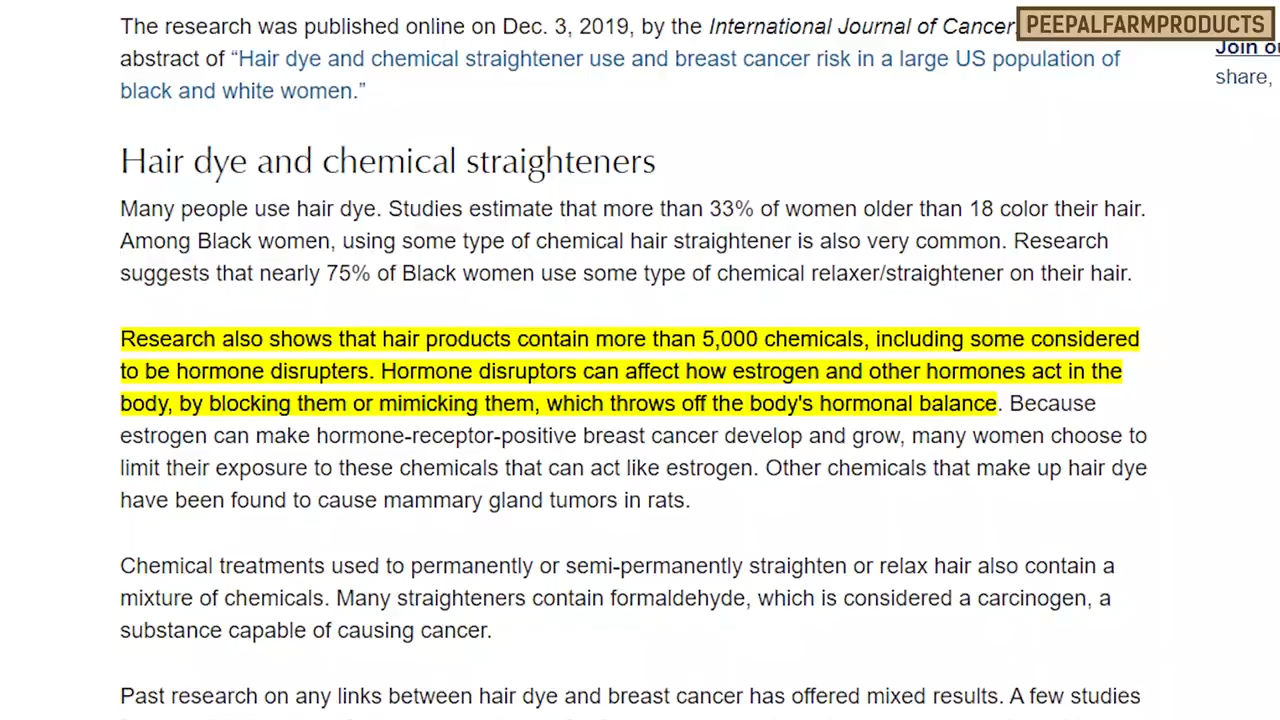 The research was published online on Dec. 3, 2019, by the International Journal of Cancer.
PEEPALFARMPRODUCTS
abstract of “Hair dye and chemical straightener use and breast cancer risk in a large US population of
black and white women.”
Join
share,
Hair dye and chemical straighteners
Many people use hair dye. Studies estimate that more than 33% of women older than 18 color their hair.
Among Black women, using some type of chemical hair straightener is also very common. Research
suggests that nearly 75% of Black women use some type of chemical relaxer/straightener on their hair.
Research also shows that hair products contain more than 5,000 chemicals, including some considered
to be hormone disrupters. Hormone disruptors can affect how estrogen and other hormones act in the
body, by blocking them or mimicking them, which throws off the body's hormonal balance. Because
estrogen can make hormone-receptor-positive breast cancer develop and grow, many women choose to
limit their exposure to these chemicals that can act like estrogen. Other chemicals that make up hair dye
have been found to cause mammary gland tumors in rats.
Chemical treatments used to permanently or semi-permanently straighten or relax hair also contain a
mixture of chemicals. Many straighteners contain formaldehyde, which is considered a carcinogen, a
substance capable of causing cancer.
Past research on any links between hair dye and breast cancer has offered mixed results. A few studies